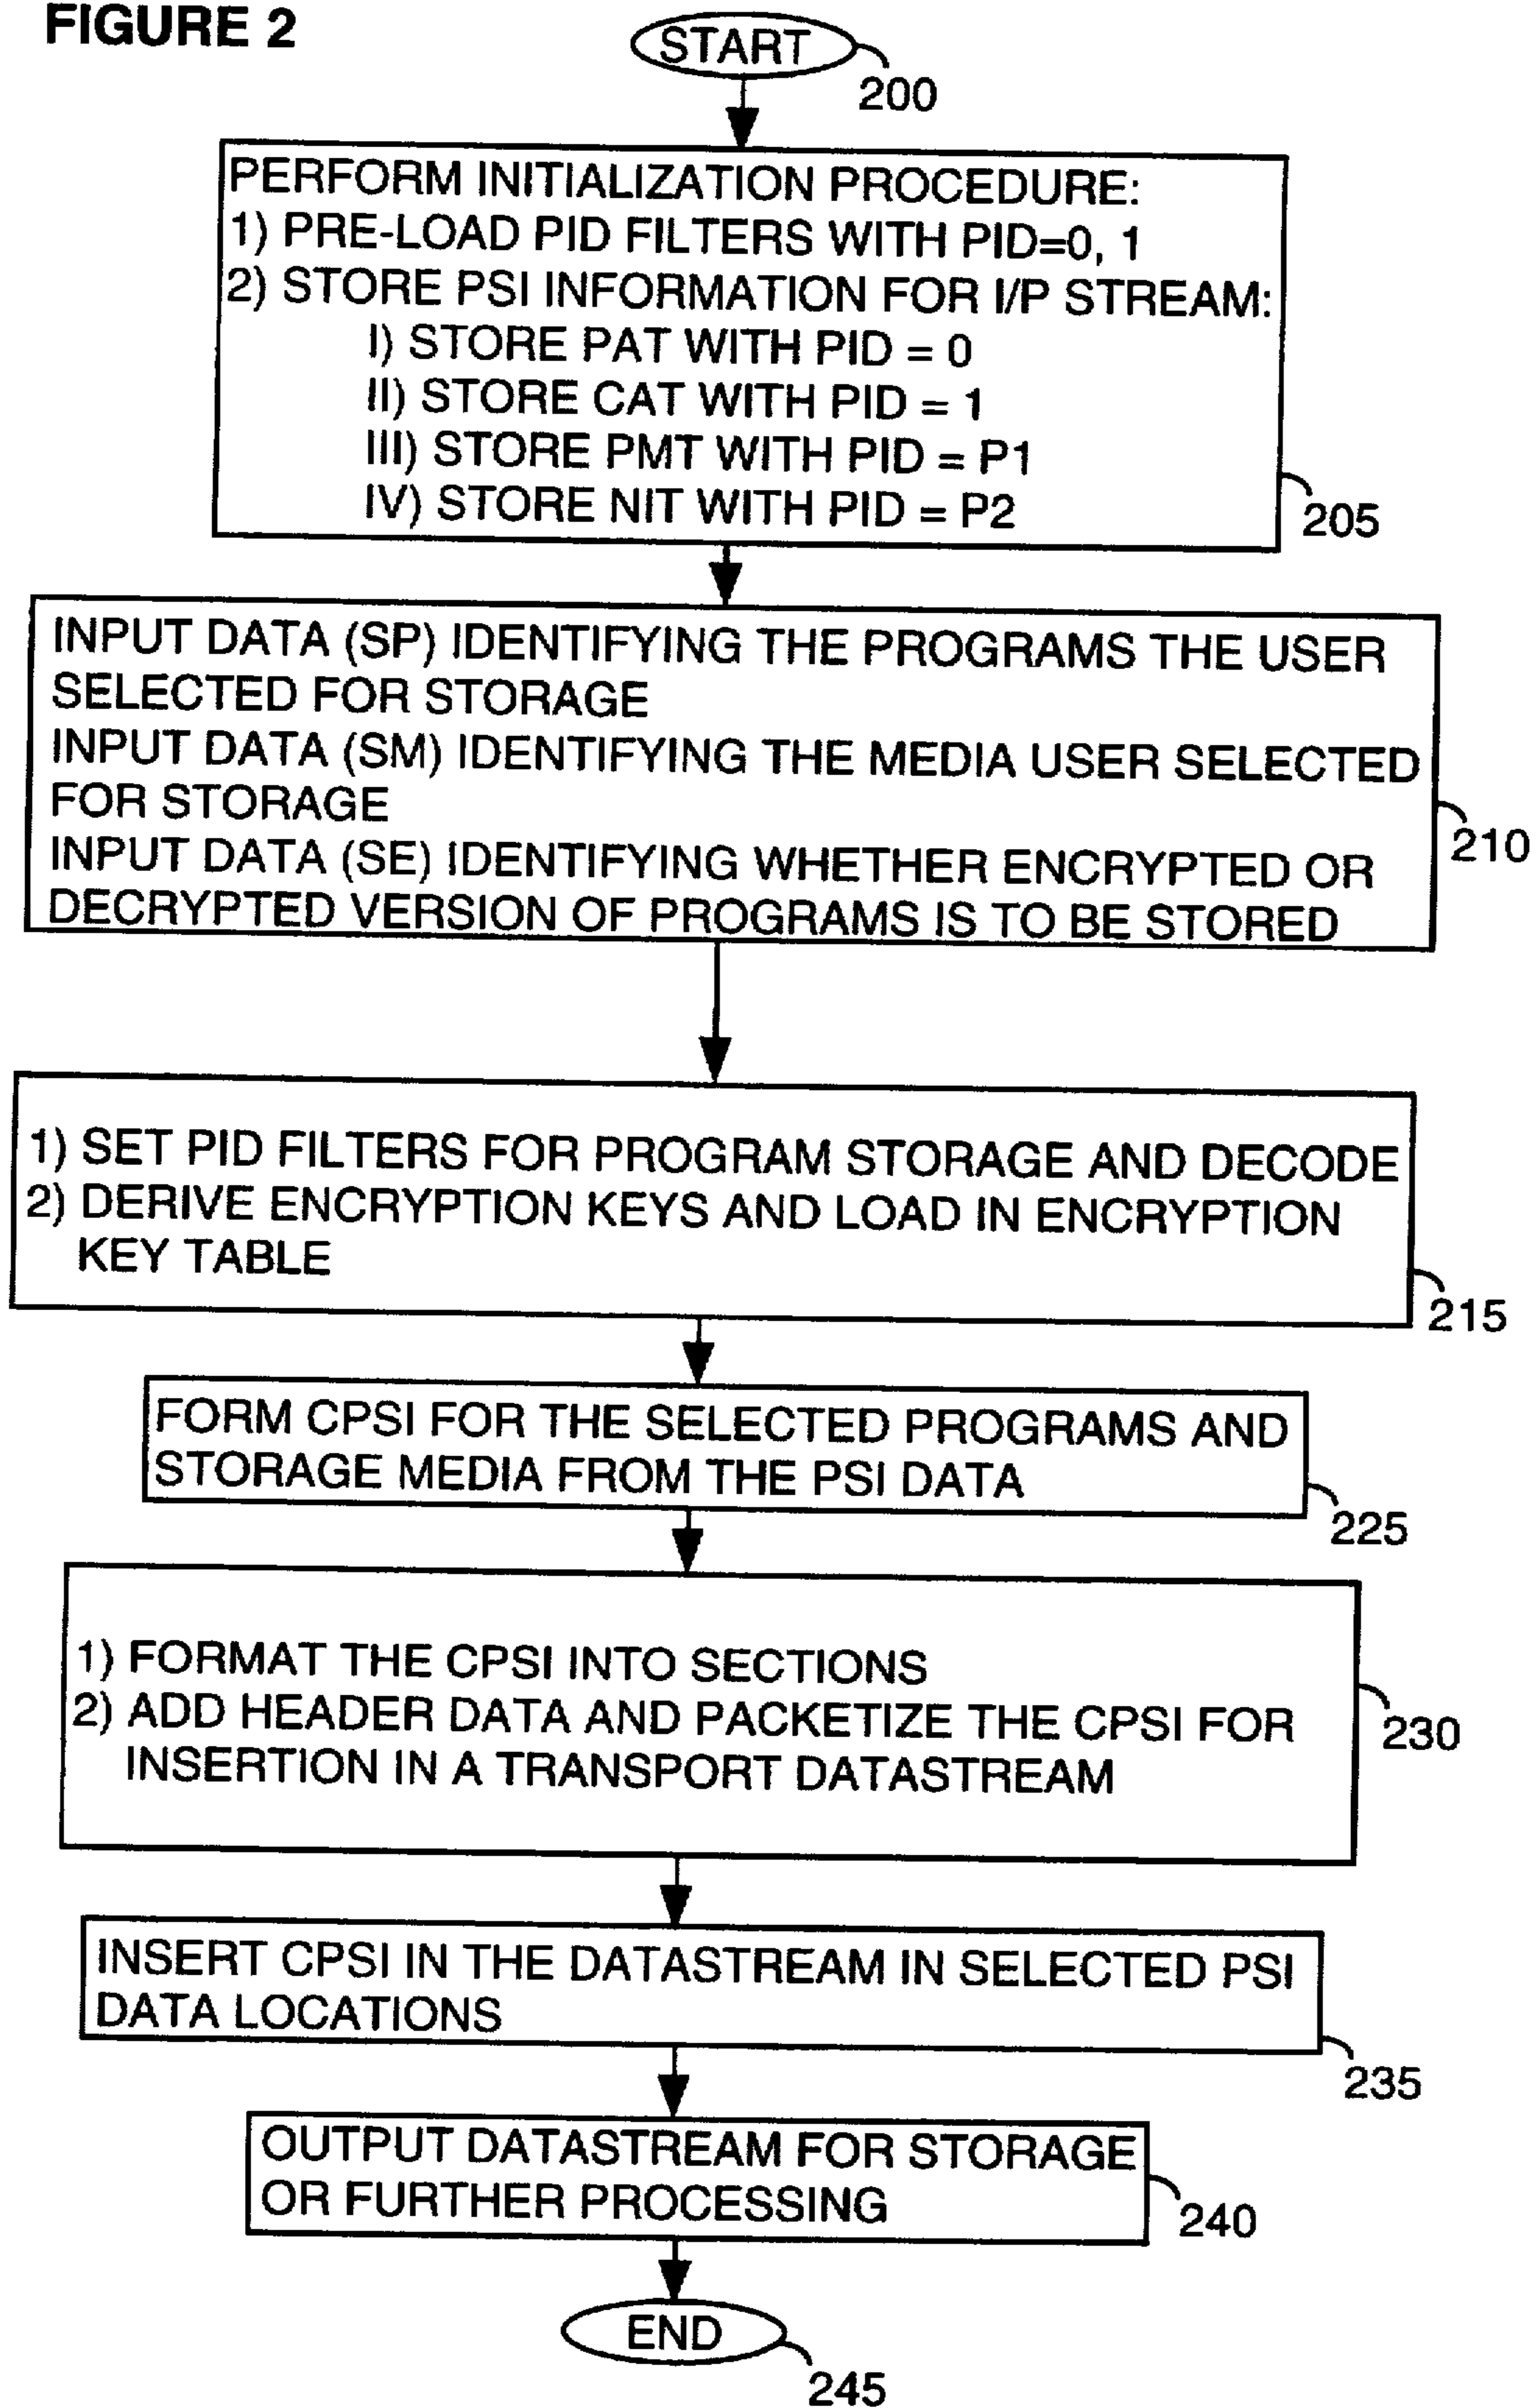 FIGURE 2
START
200
PERFORM INITIALIZATION PROCEDURE:
1) PRE-LOAD PID FILTERS WITH PID=0, 1
2) STORE PSI INFORMATION FOR I/P STREAM:
I) STORE PAT WITH PID = 0
II) STORE CAT WITH PID = 1
III) STORE PMT WITH PID = P1
IV) STORE NIT WITH PID = P2
205
INPUT DATA (SP) IDENTIFYING THE PROGRAMS THE USER
SELECTED FOR STORAGE
INPUT DATA (SM) IDENTIFYING THE MEDIA USER SELECTED
FOR STORAGE
INPUT DATA (SE) IDENTIFYING WHETHER ENCRYPTED OR
DECRYPTED VERSION OF PROGRAMS IS TO BE STORED
210
1) SET PID FILTERS FOR PROGRAM STORAGE AND DECODE
2) DERIVE ENCRYPTION KEYS AND LOAD IN ENCRYPTION
KEY TABLE
215
FORM CPSI FOR THE SELECTED PROGRAMS AND
STORAGE MEDIA FROM THE PSI DATA
225
1) FORMAT THE CPSI INTO SECTIONS
2) ADD HEADER DATA AND PACKETIZE THE CPSI FOR
INSERTION IN A TRANSPORT DATASTREAM
230
INSERT CPSI IN THE DATASTREAM IN SELECTED PSI
DATA LOCATIONS
235
OUTPUT DATASTREAM FOR STORAGE
OR FURTHER PROCESSING
240
END
245